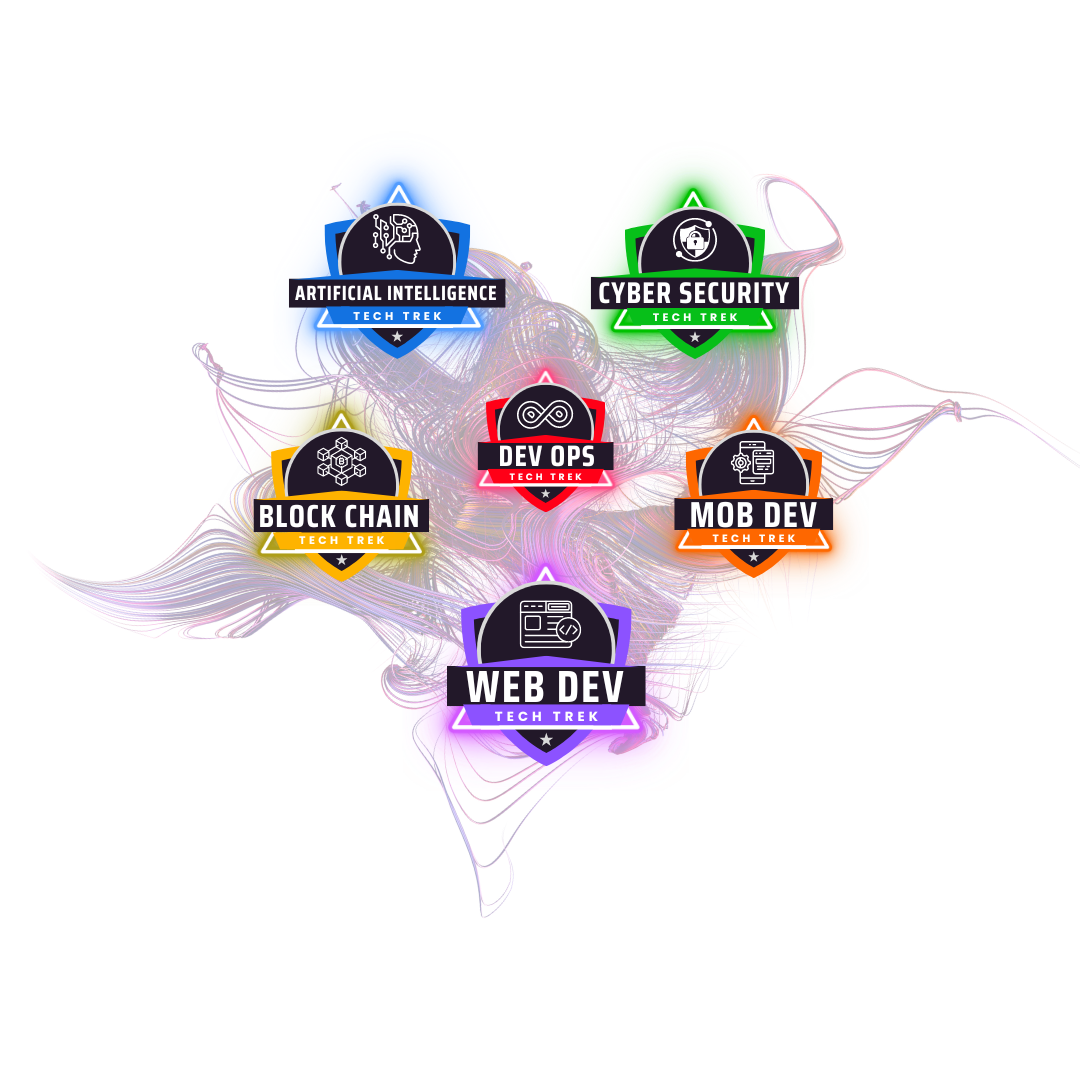 ARTIFICIAL INTELLIGENCE
TECH TREK
CYBER SECURITY
TECH TREK
DEV OPS
TECH TREK
BLOCK CHAIN
TECH TREK
MOB DEV
TECH TREK
WEB DEV
TECH TREK